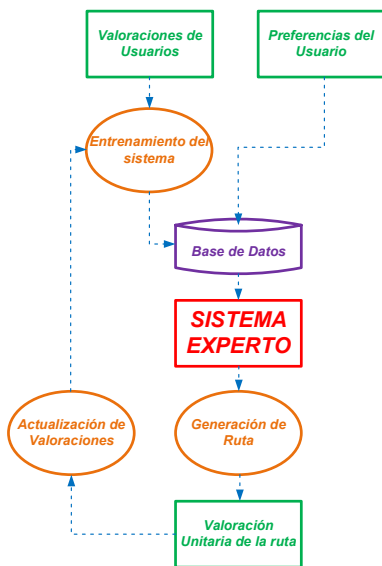 Valoraciones de
Usuarios
Preferencias del
Usuario
Entrenamiento del
sistema
Base de Datos
SISTEMA
EXPERTO
Actualización de
Valoraciones
Generación de
Ruta
Valoración
Unitaria de la ruta